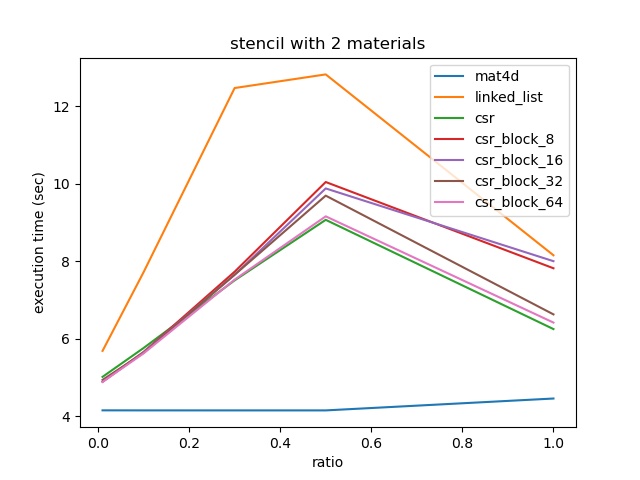 stencil with 2 materials
execution time (sec)
12
10
8
6
4
mat4d
linked_list
csr
csr_block_8
csr_block_16
csr_block_32
csr_block_64
0.0 0.2 0.4 0.6 0.8 1.0
ratio